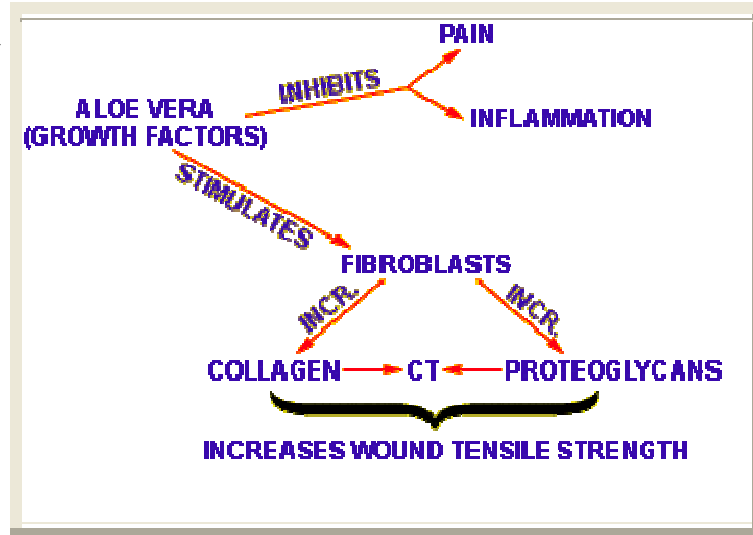 PAIN
INHIBITS
ALOE VERA
(GROWTH FACTORS)
INFLAMMATION
STIMULATES
FIBROBLASTS
INCR.
INCR.
COLLAGEN CT PROTEOGLYCANS
INCREASES WOUND TENSILE STRENGTH